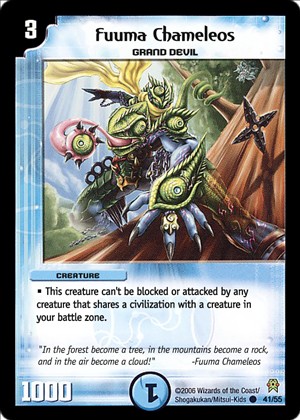 3
Fuuma Chameleos
GRAND DEVIL
CREATURE
▪ This creature can't be blocked or attacked by any
creature that shares a civilization with a creature in
your battle zone.
"In the forest become a tree, in the mountains become a rock,
and in the air become a cloud!" -Fuuma Chameleos
1000
©2006 Wizards of the Coast/
Shogakukan/Mitsui-Kids ● 41/55